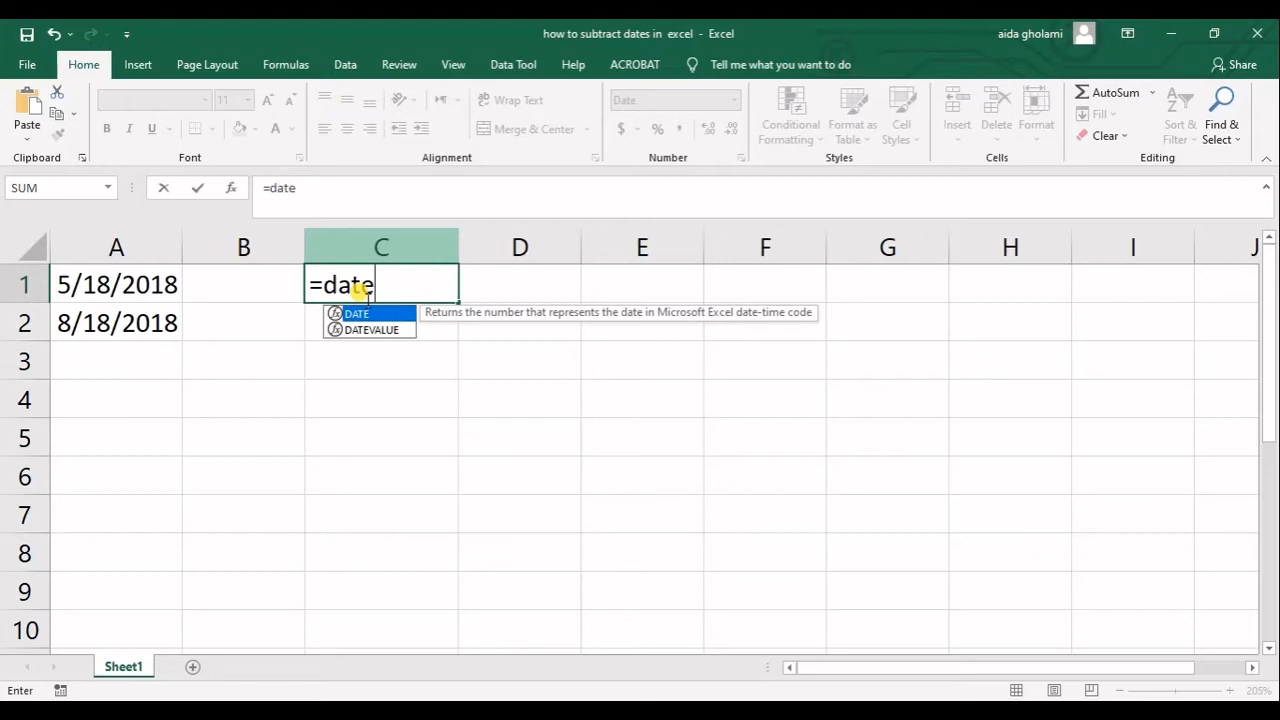 how to subtract dates in  excel  -  Excel
aida gholami
File Home Insert Page Layout Formulas Data Review View Data Tool Help ACROBAT Tell me what you want to do Share
Paste
11
Wrap Text
Merge & Center
Date
Conditional Formatting
Format as Table
Cell Styles
Insert
Delete
Format
AutoSum
Fill
Clear
Sort & Filter
Find & Select
Clipboard Font Alignment Number Styles Cells Editing
SUM
=date
A B C D E F G H I J
1 5/18/2018 =date
DATE Returns the number that represents the date in Microsoft Excel date-time code
DATEVALUE
2 8/18/2018
3
4
5
6
7
8
9
10
Sheet1
Enter
205%